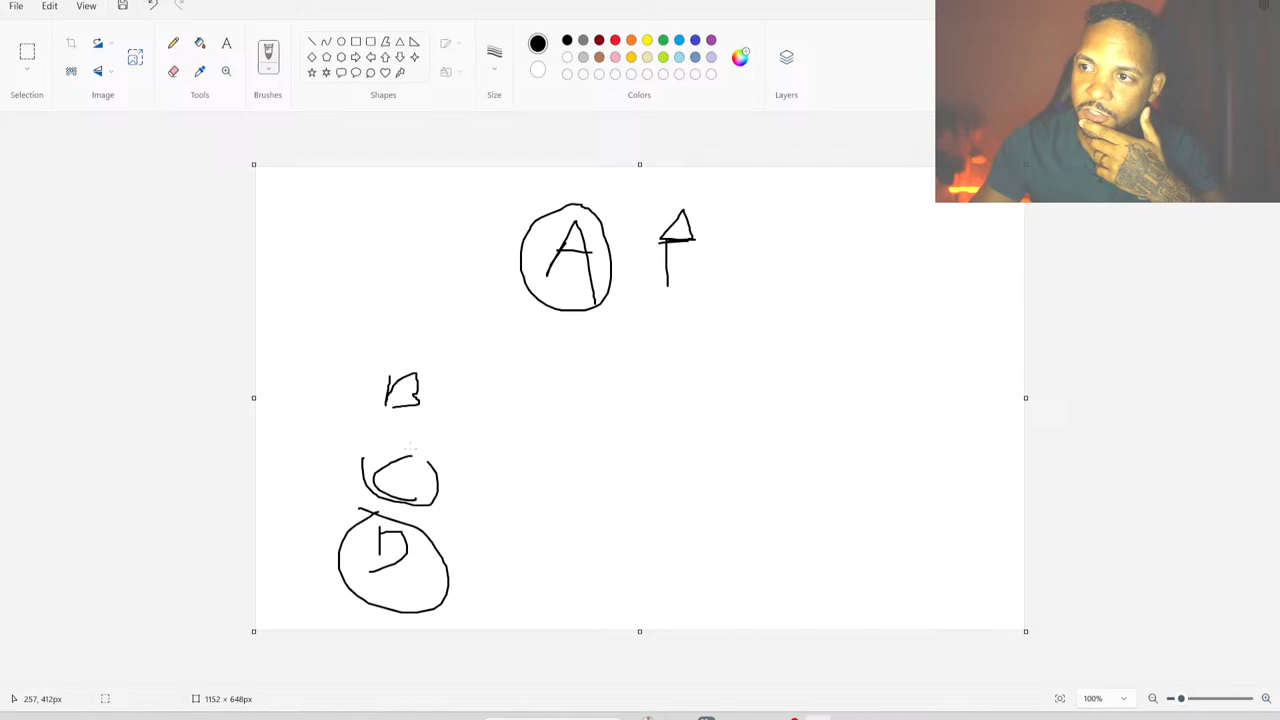 File Edit View
Selection Image Tools Brushes Shapes Size Colors Layers
A
B
C
D
257, 412px 1152 × 648px 100%